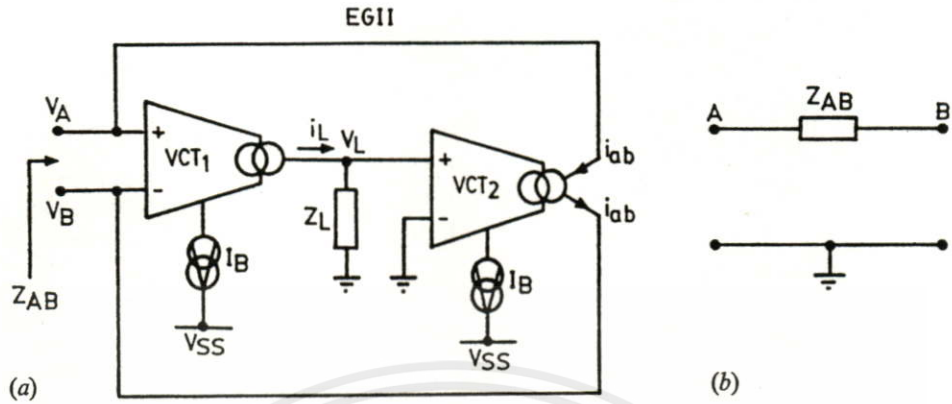 EGII
VA
+
VCT1
iL
VL
+
VCT2
iab
iab
ZAB
A
B
VB
-
ZL
-
IB
IB
ZAB
VSS
VSS
(a)
(b)